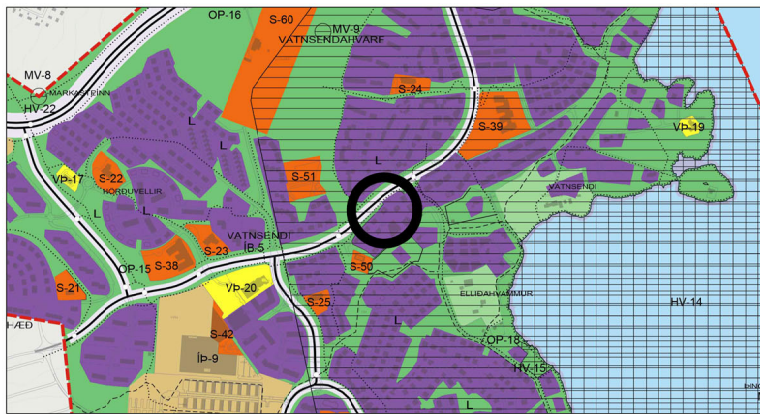 OP-16
S-60
MV-9
VATNSENDAHVARF
MV-8
MARKASTEINN
HV-22
S-24
L
S-39
VÞ-19
L
VÞ-17
S-22
HÖRÐUVELLIR
S-51
VATNSENDI
L
L
S-23
VATNSENDI
ÍB-5
S-38
OP-15
S-50
VÞ-20
S-21
ELLIÐAHVAMMUR
HV-14
S-25
L
HÆÐ
S-42
OP-18
ÍÞ-9
HV-15
L